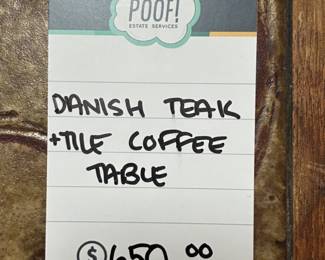 POOF!
ESTATE SERVICES
DANISH TEAK
+TILE COFFEE
TABLE
$650.00